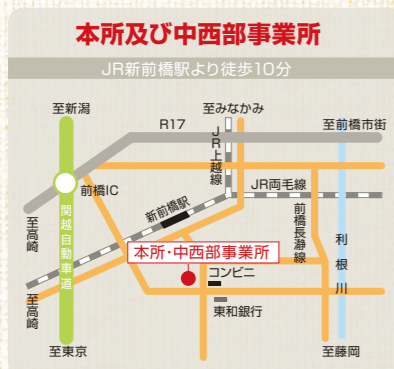 本所及び中西部事業所
JR新前橋駅より徒歩10分
至新潟
至みなかみ
R17
至前橋市街
JR上越線
前橋IC
JR両毛線
新前橋駅
前橋長瀞線
利根川
至高崎
関越自動車道
本所・中西部事業所
コンビニ
至高崎
東和銀行
至東京
至藤岡